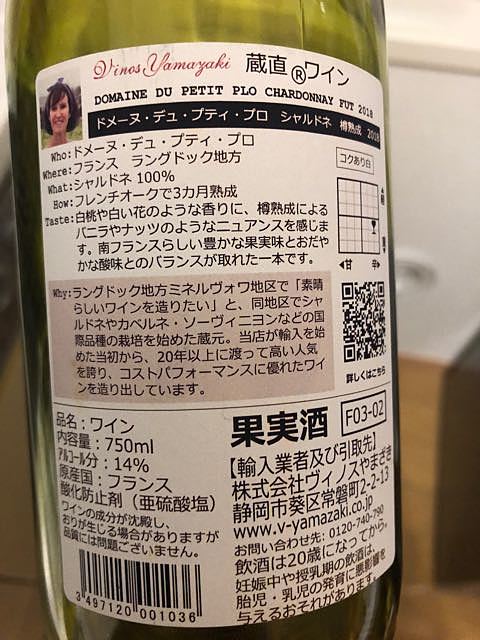 Vinos Yamazaki 蔵直®ワイン
DOMAINE DU PETIT PLO CHARDONNAY FUT 2018
ドメーヌ・デュ・プティ・プロ シャルドネ 樽熟成 2018
Who:ドメーヌ・デュ・プティ・プロ
Where:フランス ラングドック地方
What:シャルドネ 100%
How:フレンチオークで3カ月熟成
Taste:白桃や白い花のような香りに、樽熟成による
バニラやナッツのようなニュアンスを感じま
す。南フランスらしい豊かな果実味とおだや
かな酸味とのバランスが取れた一本です。
コクあり白
軽
重
◀甘 辛▶
Why:ラングドック地方ミネルヴォワ地区で「素晴
らしいワインを造りたい」と、同地区でシャ
ルドネやカベルネ・ソーヴィニヨンなどの国
際品種の栽培を始めた蔵元。当店が輸入を始
めた当初から、20年以上に渡って高い人気
を誇り、コストパフォーマンスに優れたワイ
ンを造り出しています。
詳しくはこちら
品名:ワイン
内容量:750ml
アルコール分:14%
原産国:フランス
酸化防止剤(亜硫酸塩)
ワインの成分が沈殿し、
おりが生じる場合がありますが
品質には問題ございません。
3 497120 001036
果実酒
F03-02
【輸入業者及び引取先】
株式会社ヴィノスやまざき
静岡市葵区常磐町2-2-13
www.v-yamazaki.co.jp
お問い合わせ先:0120-740-790
飲酒は20歳になってから。
妊娠中や授乳期の飲酒は、
胎児・乳児の発育に悪影響を
与えるおそれがあります。